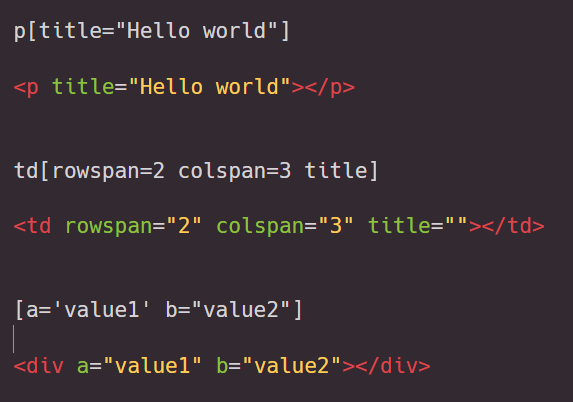 p[title="Hello world"]
<p title="Hello world"></p>
td[rowspan=2 colspan=3 title]
<td rowspan="2" colspan="3" title=""></td>
[a='value1' b="value2"]
<div a="value1" b="value2"></div>